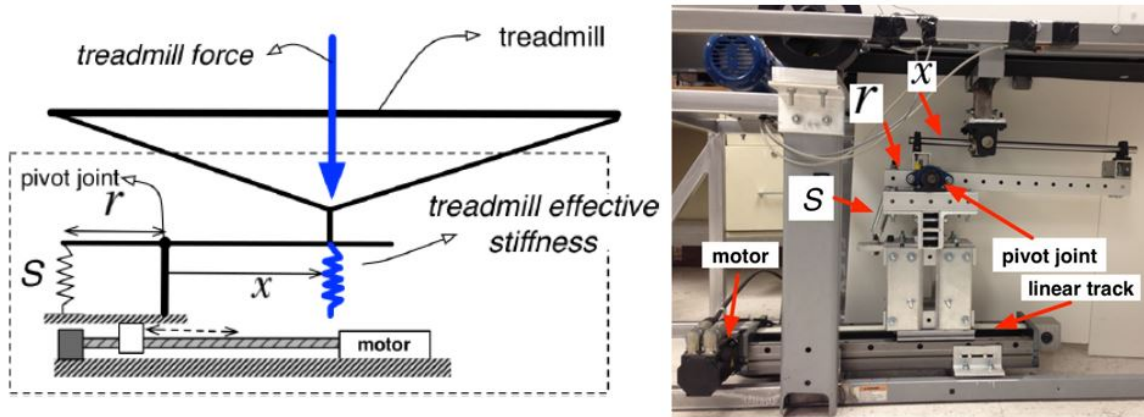 treadmill force
treadmill
pivot joint
r
treadmill effective
stiffness
S
x
motor
x
r
S
motor
pivot joint
linear track